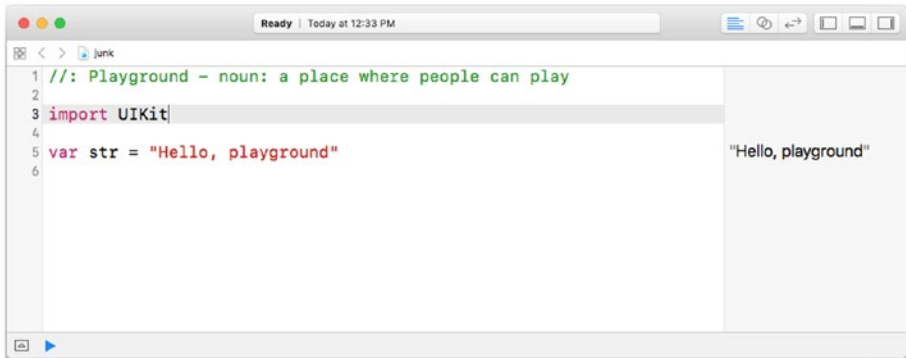 Ready | Today at 12:33 PM
junk
1 //: Playground – noun: a place where people can play
2
3 import UIKit
4
5 var str = "Hello, playground"
"Hello, playground"
6